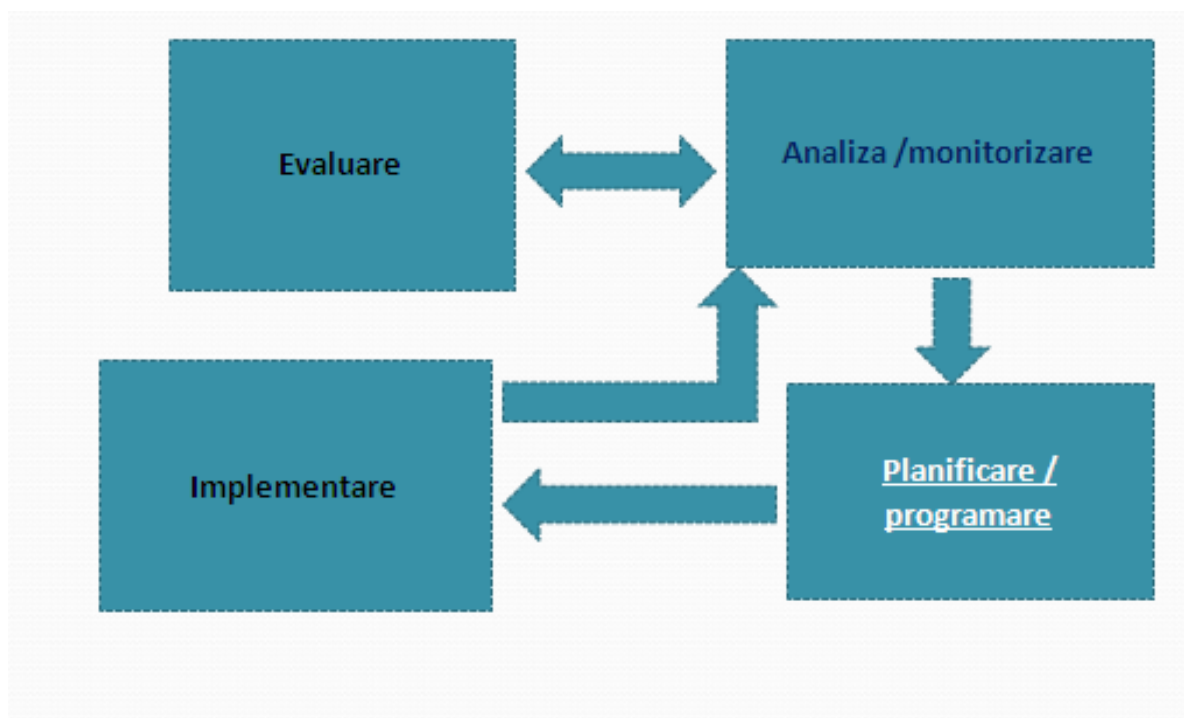 Evaluare
Analiza /monitorizare
Implementare
Planificare /
programare